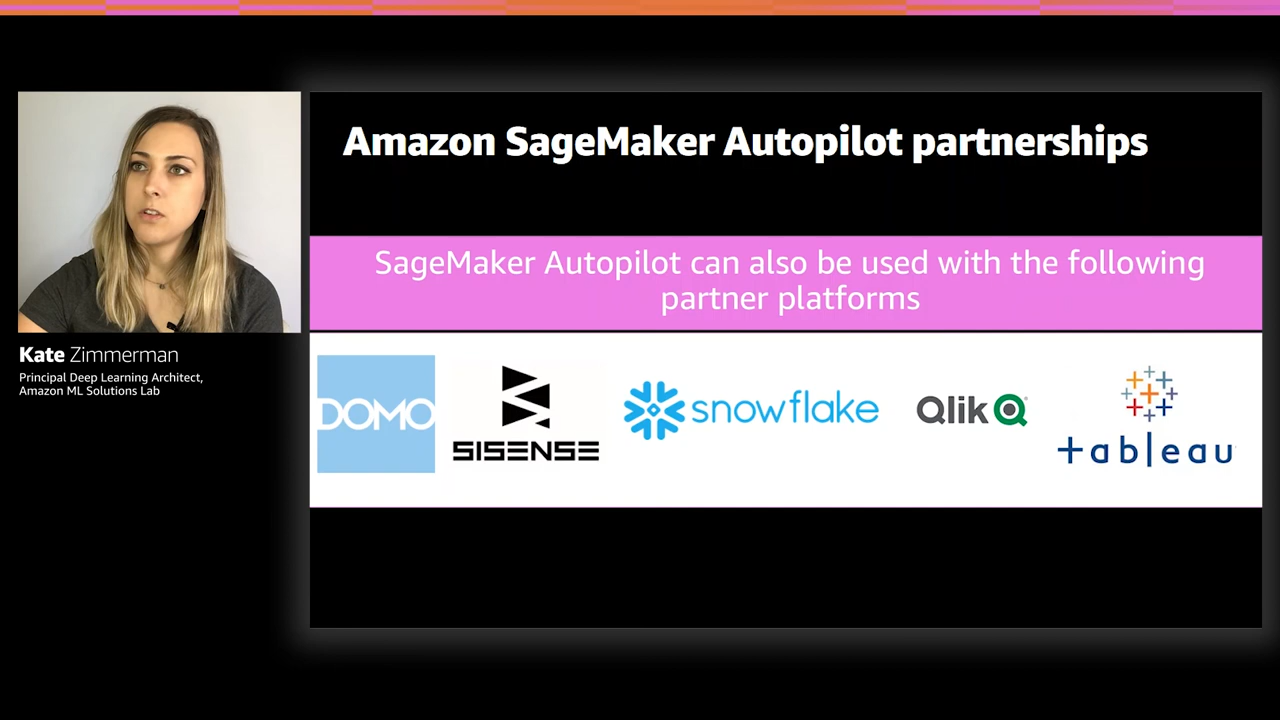 Amazon SageMaker Autopilot partnerships
SageMaker Autopilot can also be used with the following
partner platforms
DOMO
SISENSE
snowflake
Qlik
+ableau
Kate Zimmerman
Principal Deep Learning Architect,
Amazon ML Solutions Lab